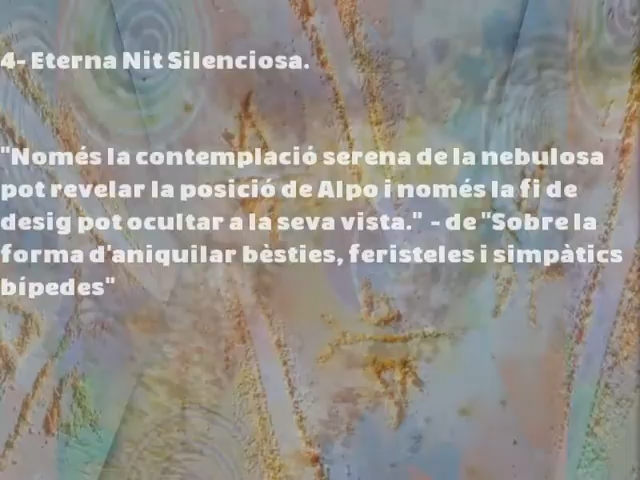 4- Eterna Nit Silenciosa.
"Només la contemplació serena de la nebulosa
pot revelar la posició de Alpo i només la fi de
desig pot ocultar a la seva vista." - de "Sobre la
forma d'aniquilar bèsties, feristeles i simpàtics
bípedes"